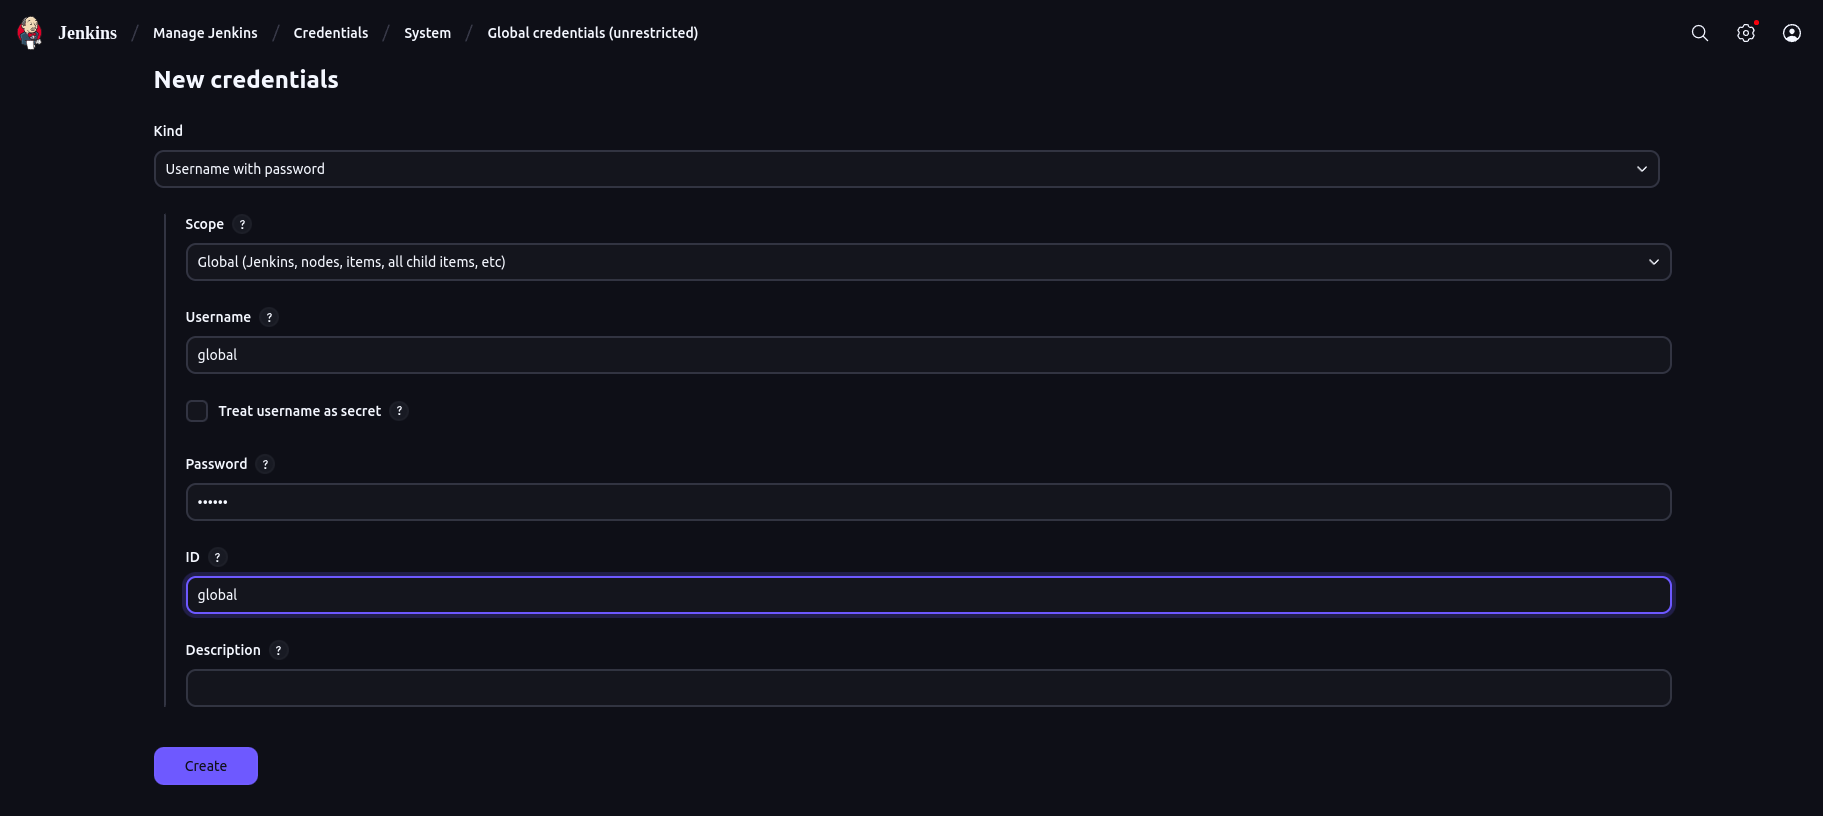 Jenkins / Manage Jenkins / Credentials / System / Global credentials (unrestricted)
New credentials
Kind
Username with password
Scope ?
Global (Jenkins, nodes, items, all child items, etc)
Username ?
global
Treat username as secret ?
Password ?
••••••
ID ?
global
Description ?
Create